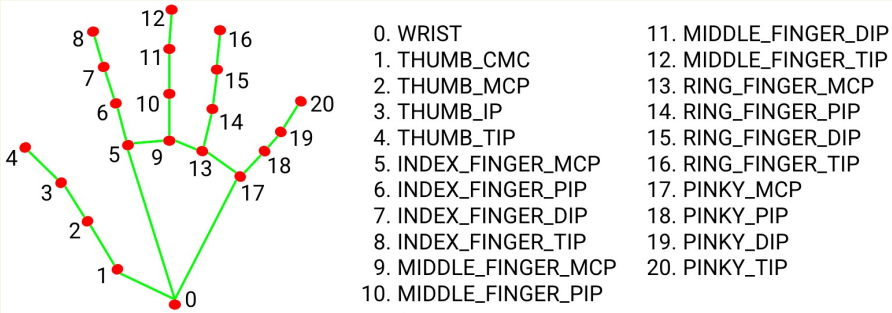 12
8
16
11
7
15
10
20
6
14
19
4
5
9
13
18
3
17
2
1
0
0. WRIST
1. THUMB_CMC
2. THUMB_MCP
3. THUMB_IP
4. THUMB_TIP
5. INDEX_FINGER_MCP
6. INDEX_FINGER_PIP
7. INDEX_FINGER_DIP
8. INDEX_FINGER_TIP
9. MIDDLE_FINGER_MCP
10. MIDDLE_FINGER_PIP
11. MIDDLE_FINGER_DIP
12. MIDDLE_FINGER_TIP
13. RING_FINGER_MCP
14. RING_FINGER_PIP
15. RING_FINGER_DIP
16. RING_FINGER_TIP
17. PINKY_MCP
18. PINKY_PIP
19. PINKY_DIP
20. PINKY_TIP